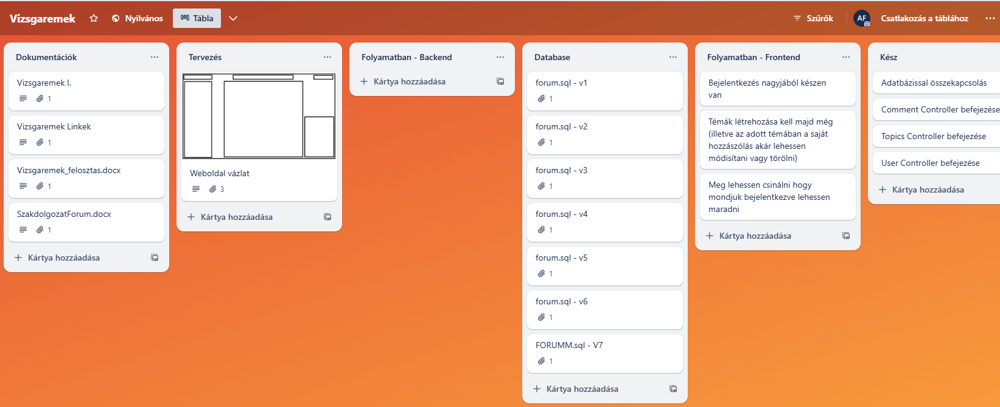 Vizsgaremek
Nyilvános
Tábla
Szűrők
AF
Csatlakozás a táblához
Dokumentációk
Vizsgaremek I.
1
Vizsgaremek Linkek
1
Vizsgaremek_felosztas.docx
1
SzakdolgozatForum.docx
1
Kártya hozzáadása
Tervezés
Weboldal vázlat
3
Kártya hozzáadása
Folyamatban - Backend
Kártya hozzáadása
Database
forum.sql - v1
1
forum.sql - v2
1
forum.sql - v3
1
forum.sql - v4
1
forum.sql - v5
1
forum.sql - v6
1
FORUMM.sql - V7
1
Kártya hozzáadása
Folyamatban - Frontend
Bejelentkezés nagyjából készen
van
Témák létrehozása kell majd még
(illetve az adott témában a saját
hozzászólás akár lehessen
módisítani vagy törölni)
Meg lehessen csinálni hogy
mondjuk bejelentkezve lehessen
maradni
Kártya hozzáadása
Kész
Adatbázissal összekapcsolás
Comment Controller befejezése
Topics Controller befejezése
User Controller befejezése
Kártya hozzáadása